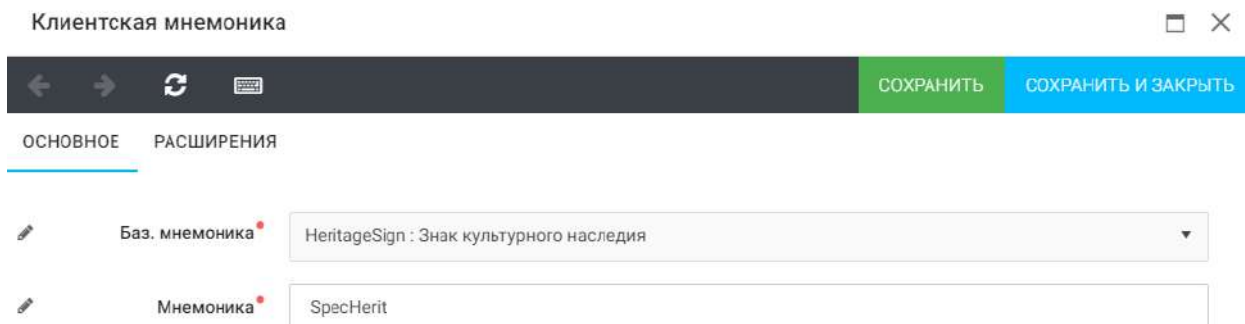 Клиентская мнемоника
СОХРАНИТЬ СОХРАНИТЬ И ЗАКРЫТЬ
ОСНОВНОЕ РАСШИРЕНИЯ
Баз. мнемоника HeritageSign : Знак культурного наследия
Мнемоника SpecHerit